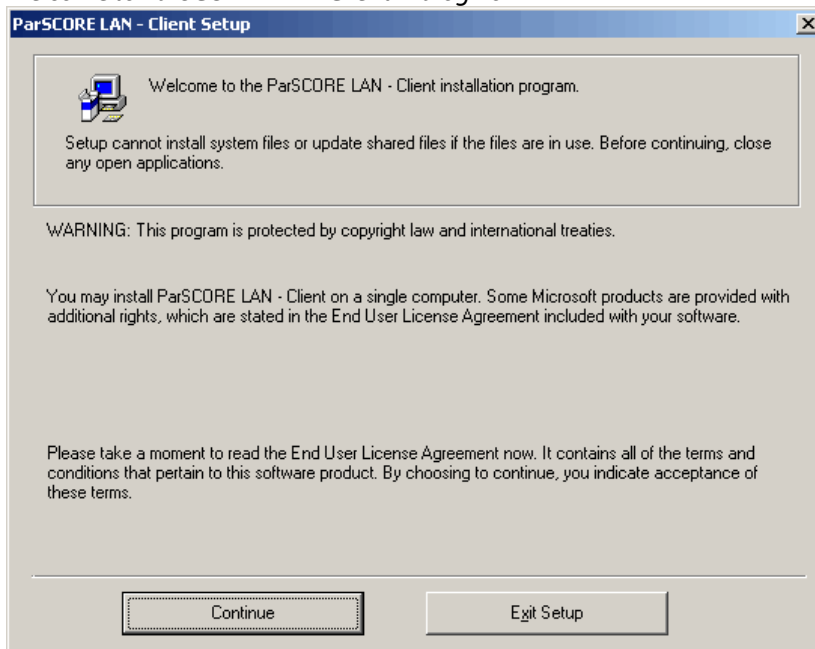 ParSCORE LAN - Client Setup
Welcome to the ParSCORE LAN - Client installation program.
Setup cannot install system files or update shared files if the files are in use. Before continuing, close
any open applications.
WARNING: This program is protected by copyright law and international treaties.
You may install ParSCORE LAN - Client on a single computer. Some Microsoft products are provided with
additional rights, which are stated in the End User License Agreement included with your software.
Please take a moment to read the End User License Agreement now. It contains all of the terms and
conditions that pertain to this software product. By choosing to continue, you indicate acceptance of
these terms.
Continue
Exit Setup